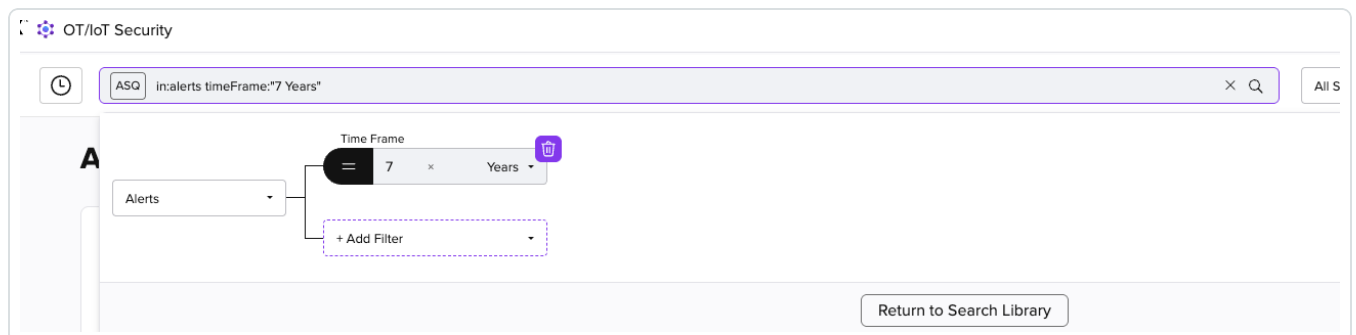 OT/IoT Security
ASQ in:alerts timeFrame:"7 Years"
All S
A
Time Frame
= 7 × Years
Alerts
+ Add Filter
Return to Search Library